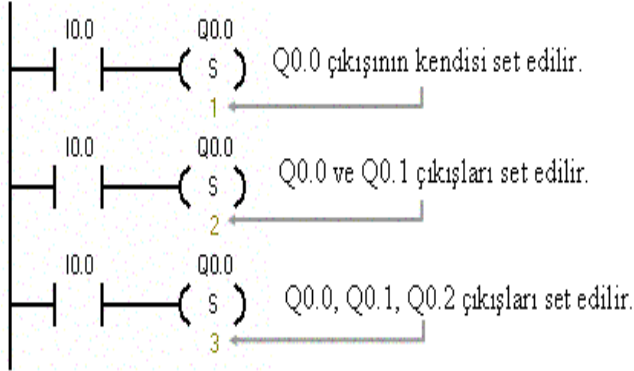 I0.0 Q0.0
S Q0.0 çıkışının kendisi set edilir.
1
I0.0 Q0.0
S Q0.0 ve Q0.1 çıkışları set edilir.
2
I0.0 Q0.0
S Q0.0, Q0.1, Q0.2 çıkışları set edilir.
3